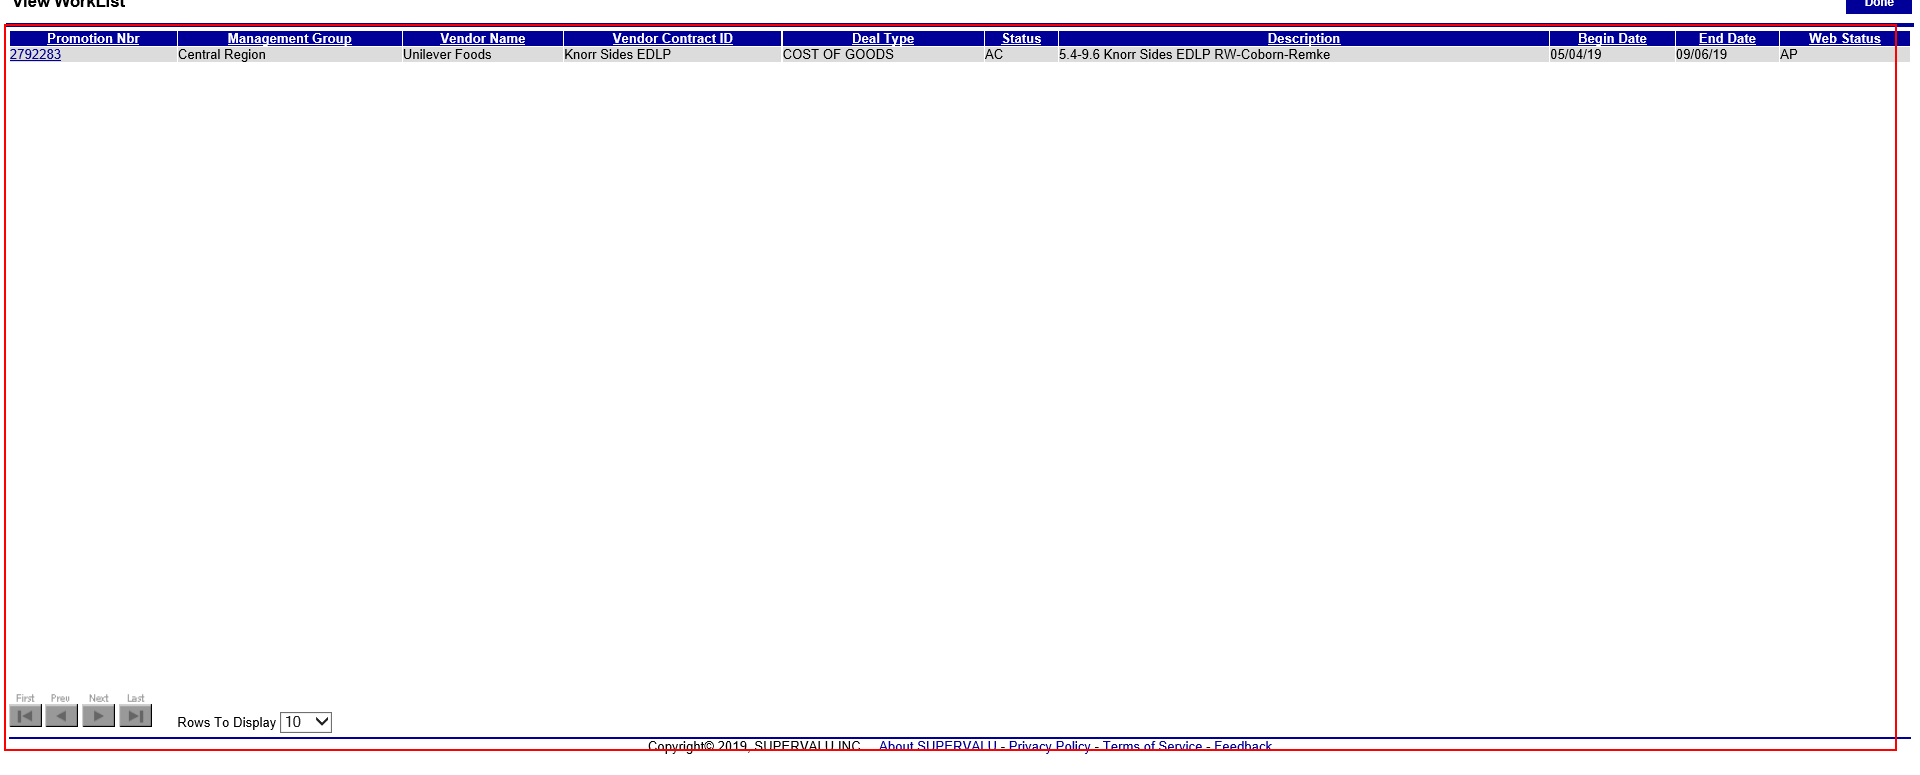 View WorkList
Done
Promotion Nbr Management Group Vendor Name Vendor Contract ID Deal Type Status Description Begin Date End Date Web Status
2792283 Central Region Unilever Foods Knorr Sides EDLP COST OF GOODS AC 5.4-9.6 Knorr Sides EDLP RW-Coborn-Remke 05/04/19 09/06/19 AP
First Prev Next Last
Rows To Display 10
Copyright© 2019, SUPERVALU INC. About SUPERVALU - Privacy Policy - Terms of Service - Feedback